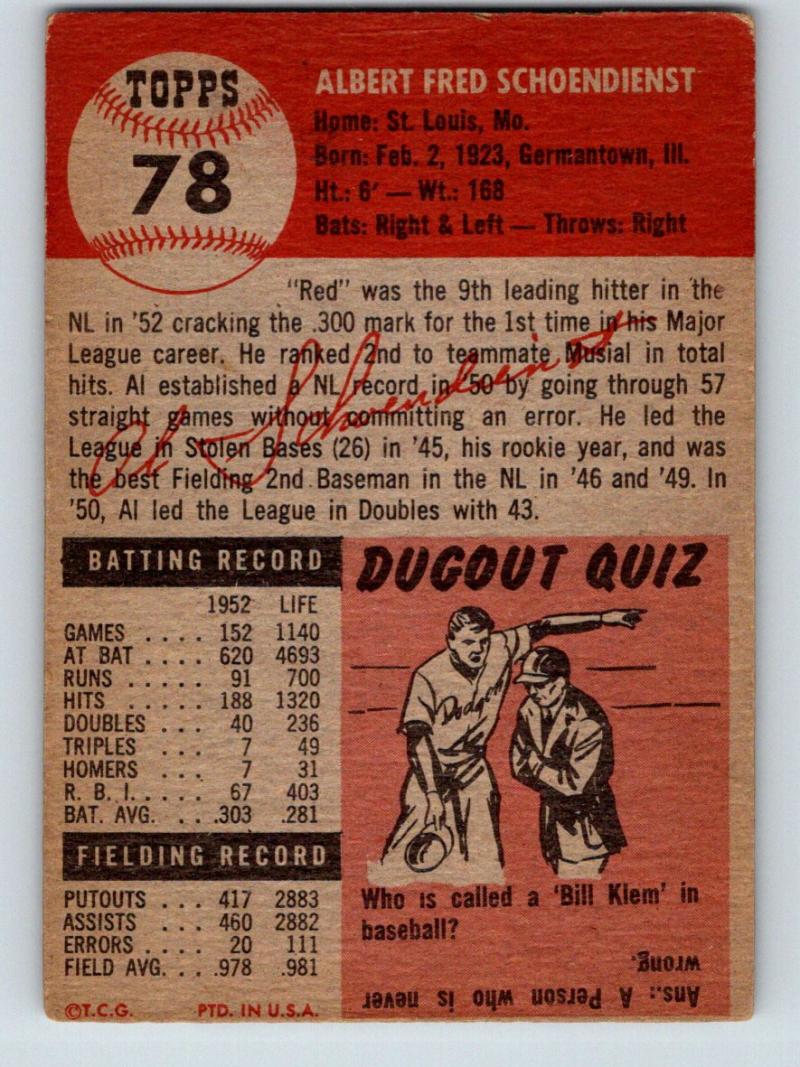 TOPPS
78
ALBERT FRED SCHOENDIENST
Home: St. Louis, Mo.
Born: Feb. 2, 1923, Germantown, Ill.
Ht.: 6' — Wt.: 168
Bats: Right & Left — Throws: Right
"Red" was the 9th leading hitter in the
NL in '52 cracking the .300 mark for the 1st time in his Major
League career. He ranked 2nd to teammate Musial in total
hits. Al established a NL record in '50 by going through 57
straight games without committing an error. He led the
League in Stolen Bases (26) in '45, his rookie year, and was
the best Fielding 2nd Baseman in the NL in '46 and '49. In
'50, Al led the League in Doubles with 43.
Al Schoendienst
BATTING RECORD
1952 LIFE
GAMES . . . . 152 1140
AT BAT . . . . 620 4693
RUNS . . . . . 91 700
HITS . . . . . 188 1320
DOUBLES . . . 40 236
TRIPLES . . . 7 49
HOMERS . . . 7 31
R. B. I. . . . . 67 403
BAT. AVG. . . .303 .281
FIELDING RECORD
PUTOUTS . . . 417 2883
ASSISTS . . . 460 2882
ERRORS . . . . 20 111
FIELD AVG. . . .978 .981
©T.C.G. PTD. IN U.S.A.
DUGOUT QUIZ
Dodgers
Who is called a 'Bill Klem' in
baseball?
Ans.: A Person who is never
wrong.